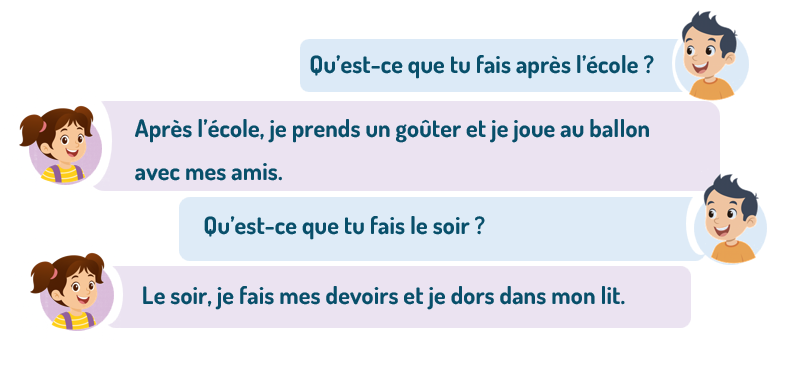 Qu'est-ce que tu fais après l'école ?
Après l'école, je prends un goûter et je joue au ballon
avec mes amis.
Qu'est-ce que tu fais le soir ?
Le soir, je fais mes devoirs et je dors dans mon lit.